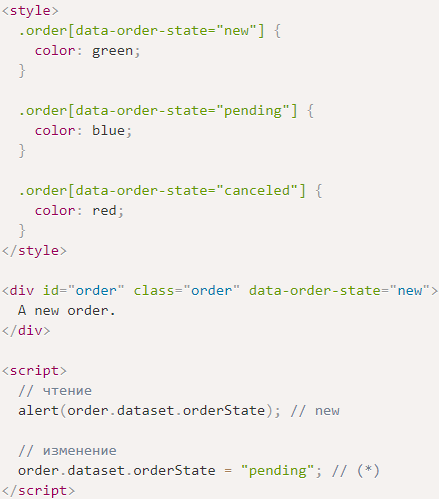 <style>
  .order[data-order-state="new"] {
    color: green;
  }

  .order[data-order-state="pending"] {
    color: blue;
  }

  .order[data-order-state="canceled"] {
    color: red;
  }
</style>

<div id="order" class="order" data-order-state="new">
  A new order.
</div>

<script>
  // чтение
  alert(order.dataset.orderState); // new

  // изменение
  order.dataset.orderState = "pending"; // (*)
</script>